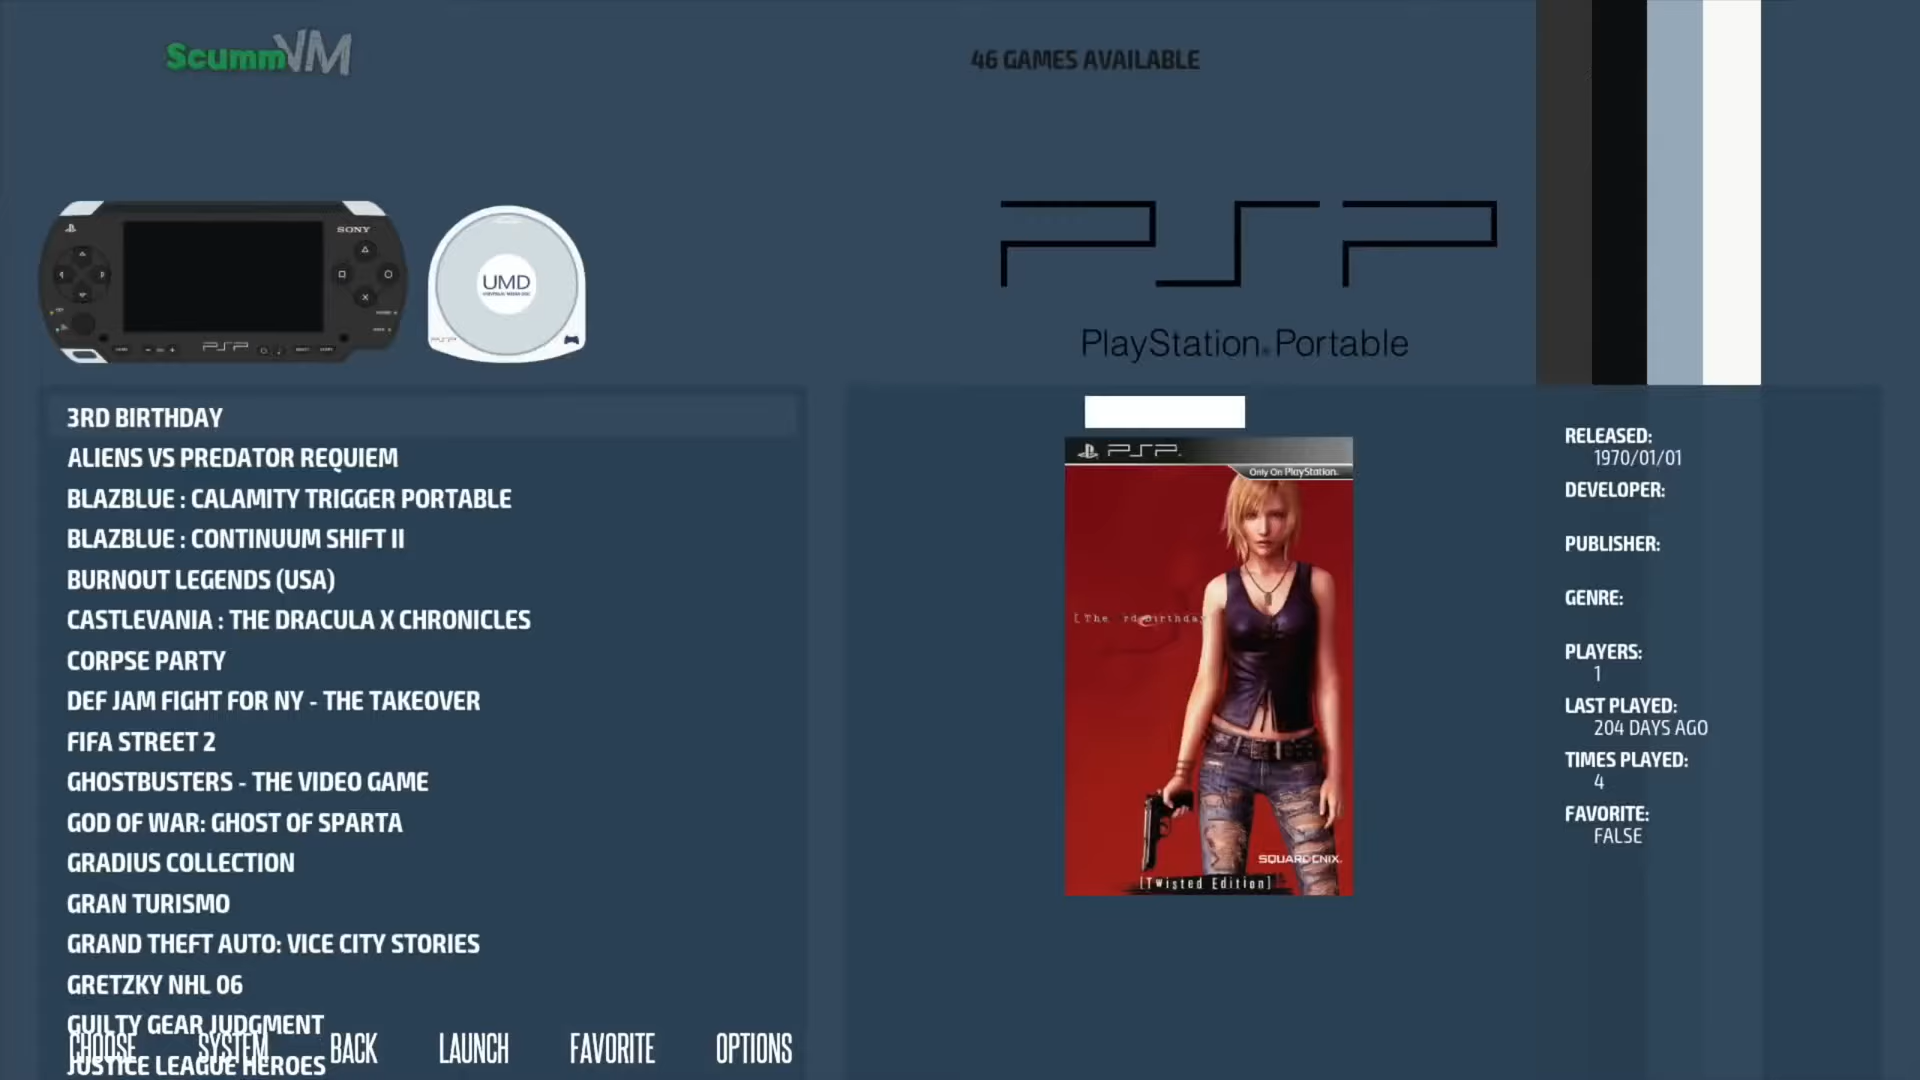 ScummVM
46 GAMES AVAILABLE
SONY
UMD
PSP
PSP
PSP
PlayStation Portable
3RD BIRTHDAY
ALIENS VS PREDATOR REQUIEM
BLAZBLUE : CALAMITY TRIGGER PORTABLE
BLAZBLUE : CONTINUUM SHIFT II
BURNOUT LEGENDS (USA)
CASTLEVANIA : THE DRACULA X CHRONICLES
CORPSE PARTY
DEF JAM FIGHT FOR NY - THE TAKEOVER
FIFA STREET 2
GHOSTBUSTERS - THE VIDEO GAME
GOD OF WAR: GHOST OF SPARTA
GRADIUS COLLECTION
GRAN TURISMO
GRAND THEFT AUTO: VICE CITY STORIES
GRETZKY NHL 06
GUILTY GEAR JUDGMENT
JUSTICE LEAGUE HEROES
CHOOSE SYSTEM BACK LAUNCH FAVORITE OPTIONS
PSP
Only On PlayStation.
[The 3rd Birthday
SQUARE ENIX.
[Twisted Edition]
RELEASED:
1970/01/01
DEVELOPER:
PUBLISHER:
GENRE:
PLAYERS:
1
LAST PLAYED:
204 DAYS AGO
TIMES PLAYED:
4
FAVORITE:
FALSE